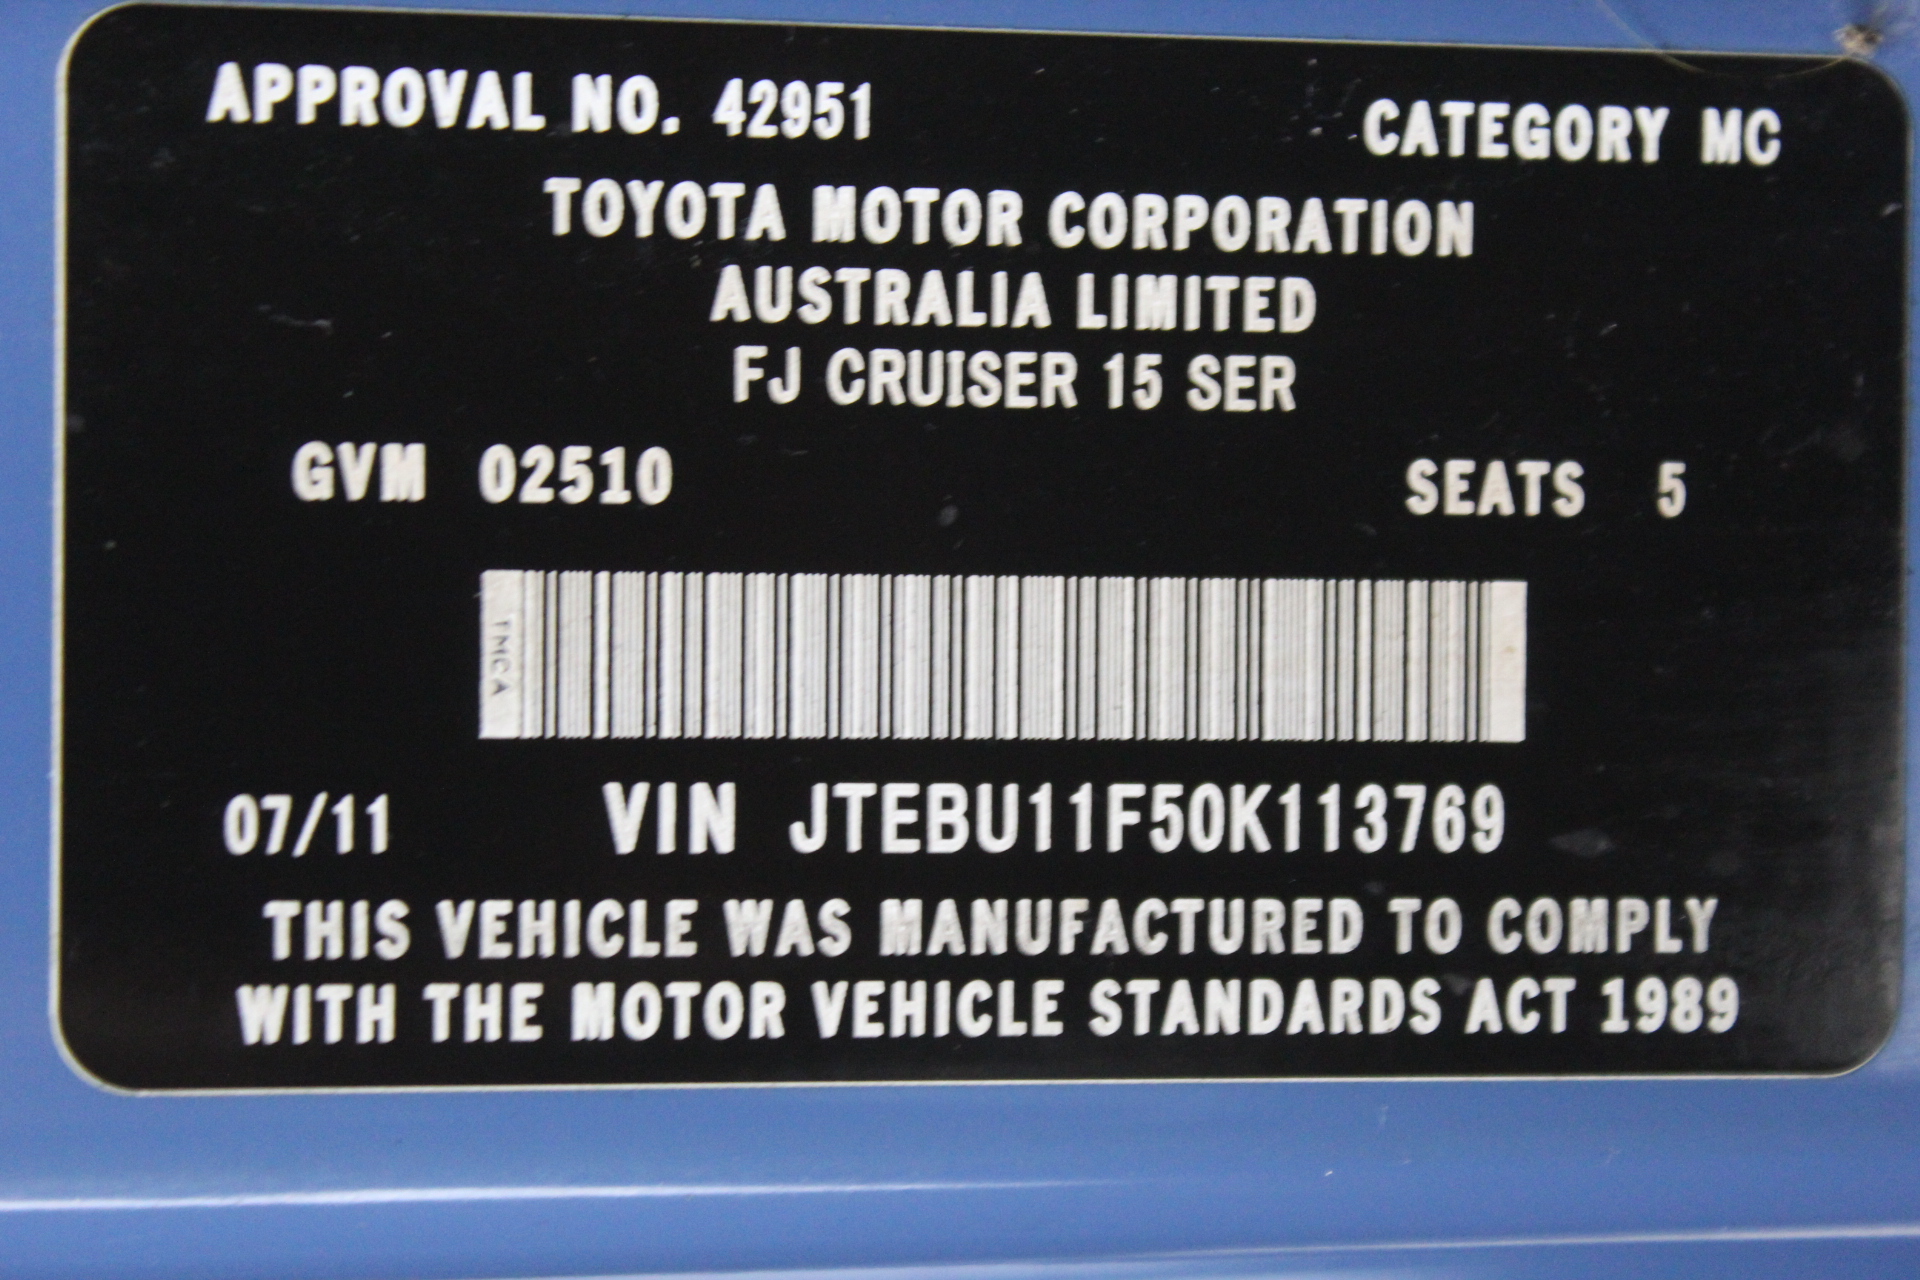 APPROVAL NO. 42951 CATEGORY MC
TOYOTA MOTOR CORPORATION
AUSTRALIA LIMITED
FJ CRUISER 15 SER
GVM 02510 SEATS 5
TMCA
07/11 VIN JTEBU11F50K113769
THIS VEHICLE WAS MANUFACTURED TO COMPLY
WITH THE MOTOR VEHICLE STANDARDS ACT 1989